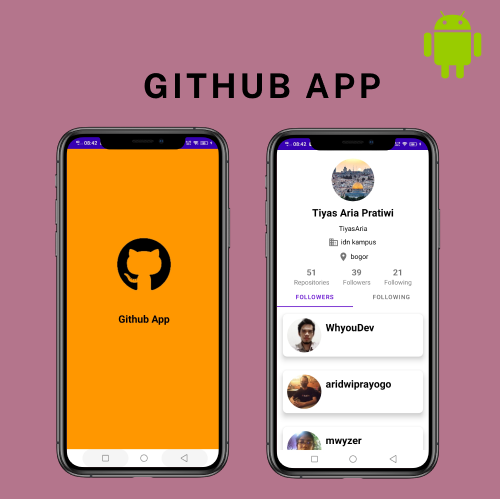 GITHUB APP
08:42
Github App
08:42
Tiyas Aria Pratiwi
TiyasAria
idn kampus
bogor
51 39 21
Repositories Followers Following
FOLLOWERS FOLLOWING
WhyouDev
aridwiprayogo
mwyzer